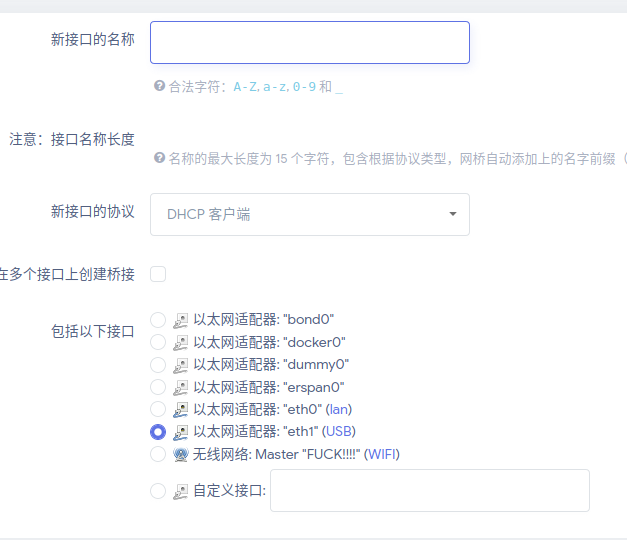 新接口的名称
合法字符: A-Z, a-z, 0-9 和 _
注意：接口名称长度
名称的最大长度为 15 个字符，包含根据协议类型，网桥自动添加上的名字前缀（
新接口的协议
DHCP 客户端
在多个接口上创建桥接
包括以下接口
以太网适配器: "bond0"
以太网适配器: "docker0"
以太网适配器: "dummy0"
以太网适配器: "erspan0"
以太网适配器: "eth0" (lan)
以太网适配器: "eth1" (USB)
无线网络: Master "FUCK!!!!" (WIFI)
自定义接口: